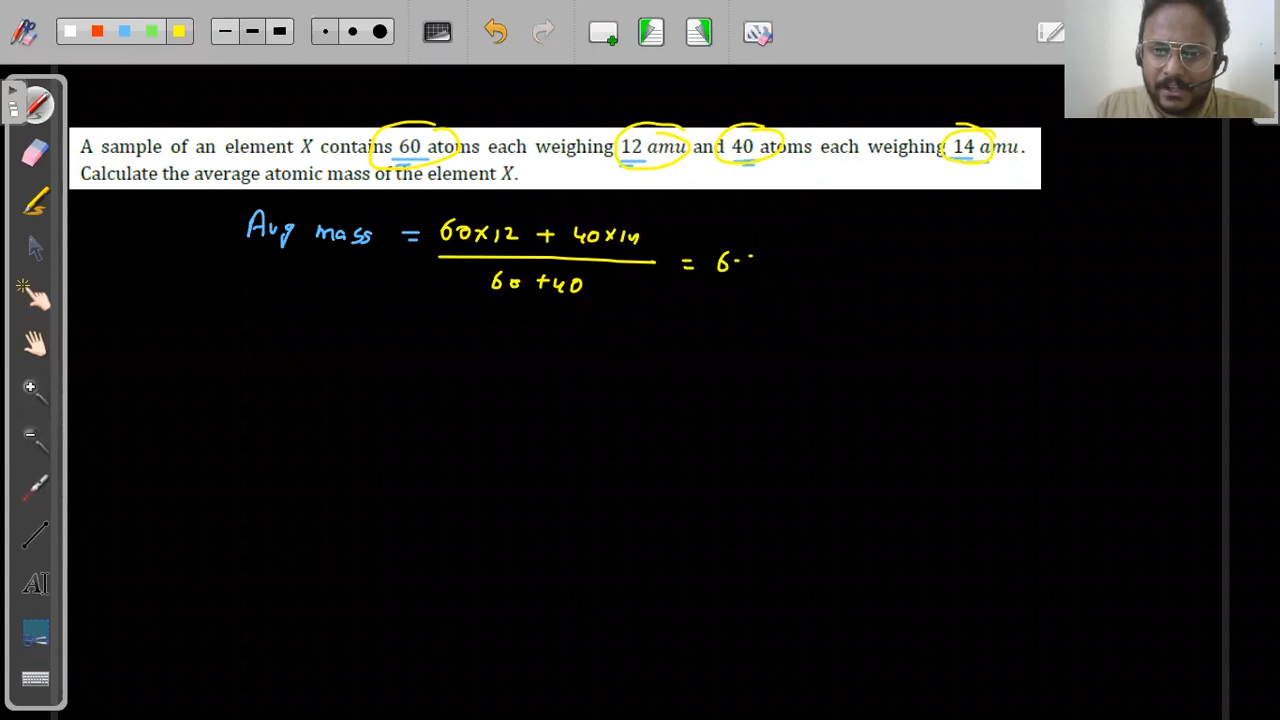 A sample of an element X contains 60 atoms each weighing 12 amu and 40 atoms each weighing 14 amu.
Calculate the average atomic mass of the element X.
Avg mass = 60×12 + 40×14
60 + 40
= 6